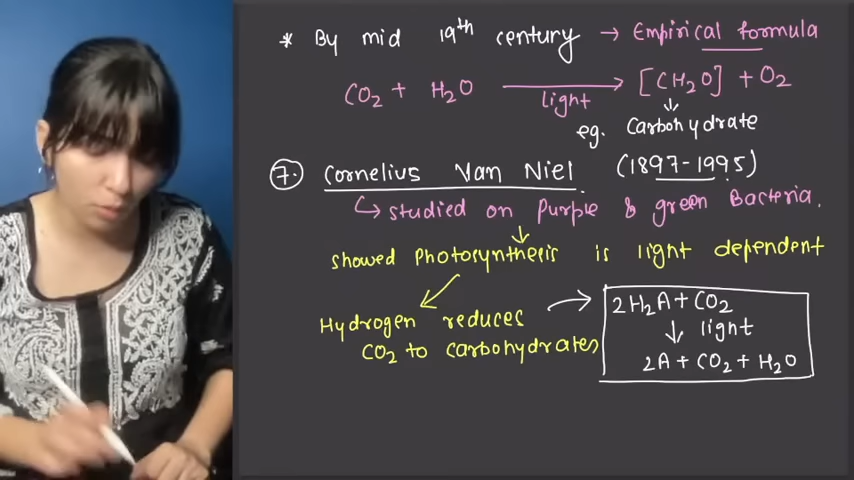 * By mid 19th century → Empirical formula
CO₂ + H₂O light → [CH₂O] + O₂
eg. Carbohydrate
7. Cornelius Van Niel (1897-1995)
↳ studied on Purple & green Bacteria.
showed Photosynthesis is light dependent
Hydrogen reduces
CO₂ to carbohydrates
2H₂A + CO₂
↓ light
2A + CO₂ + H₂O